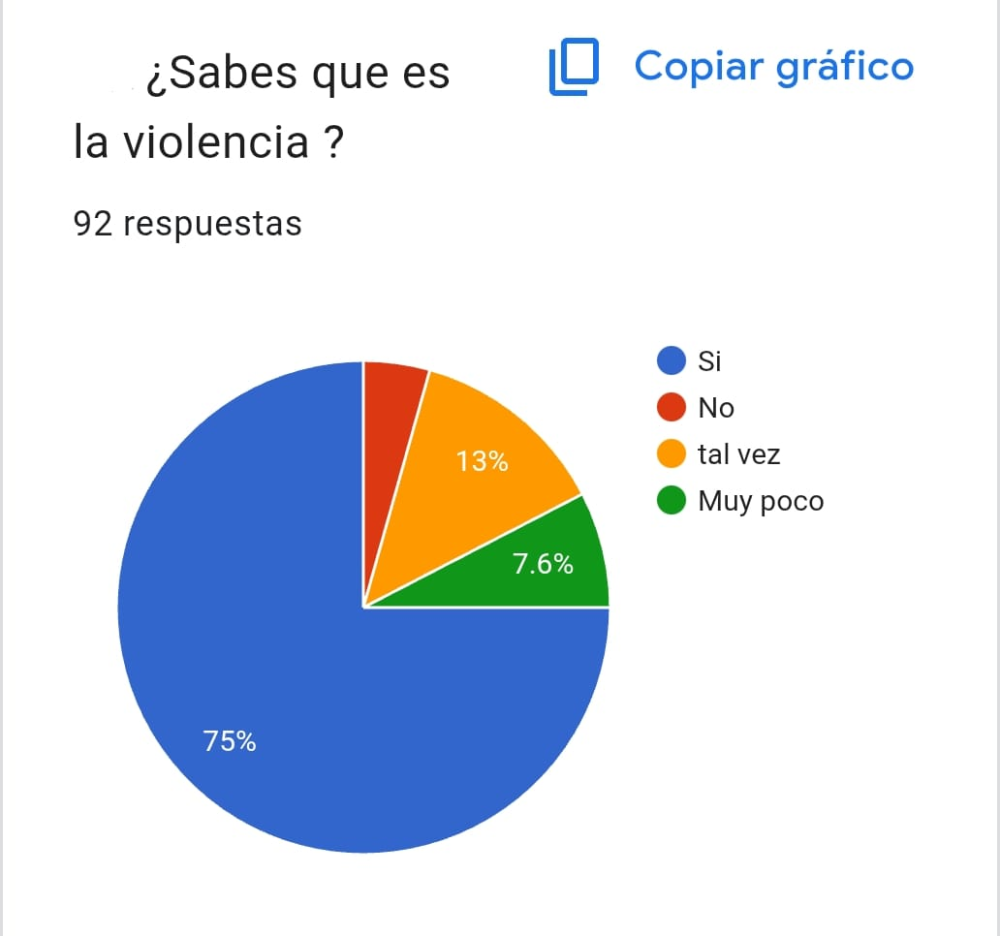 ¿Sabes que es
la violencia ?
Copiar gráfico
92 respuestas
Si
No
tal vez
Muy poco
13%
7.6%
75%